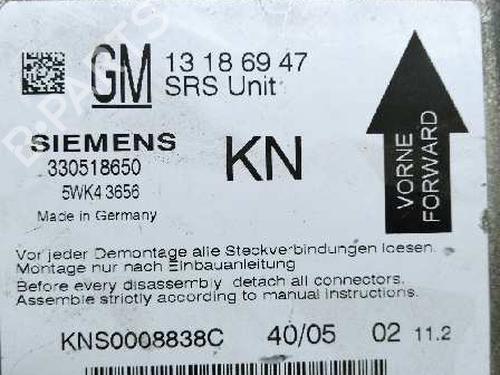 GM 13 18 69 47
SRS Unit
SIEMENS
KN
330518650
5WK4 3656
Made in Germany
VORNE
FORWARD
Vor jeder Demontage alle Steckverbindungen loesen.
Montage nur nach Einbauanleitung
Before every disassembly detach all connectors.
Assemble strictly according to manual instructions.
KNS0008838C 40/05 02 11.2
B-PARTS